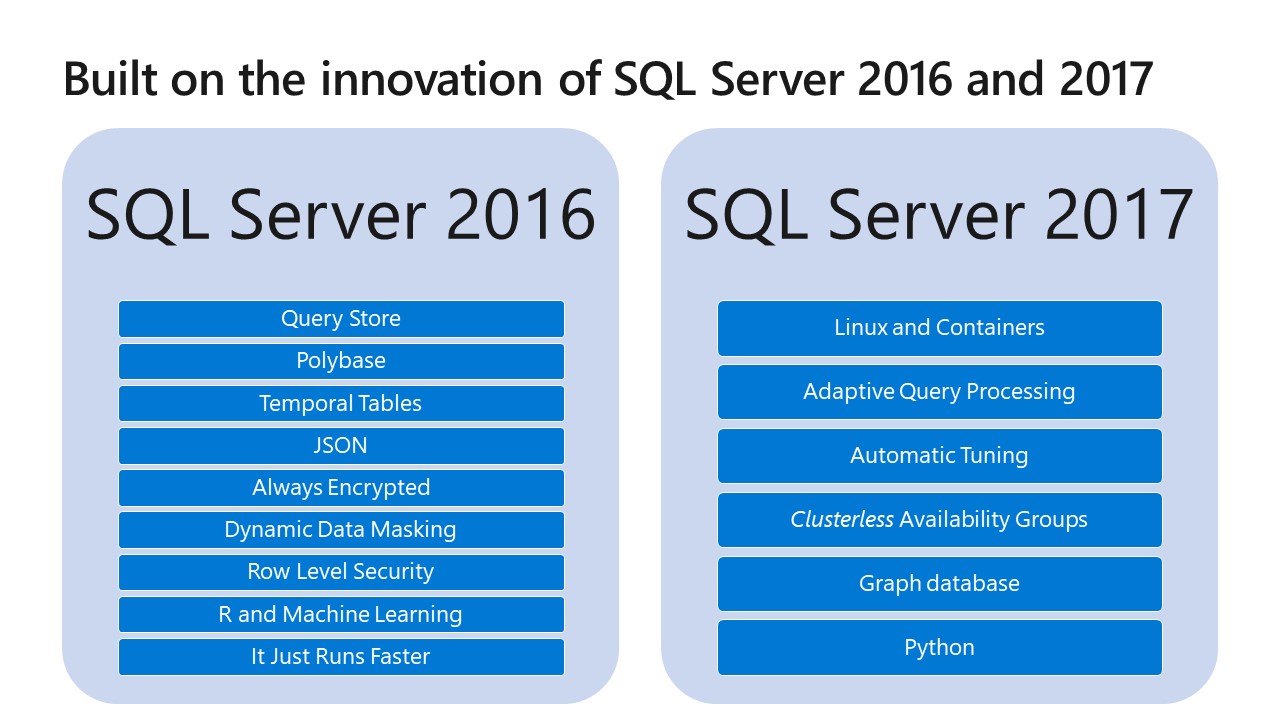 Built on the innovation of SQL Server 2016 and 2017
SQL Server 2016
Query Store
Polybase
Temporal Tables
JSON
Always Encrypted
Dynamic Data Masking
Row Level Security
R and Machine Learning
It Just Runs Faster
SQL Server 2017
Linux and Containers
Adaptive Query Processing
Automatic Tuning
Clusterless Availability Groups
Graph database
Python